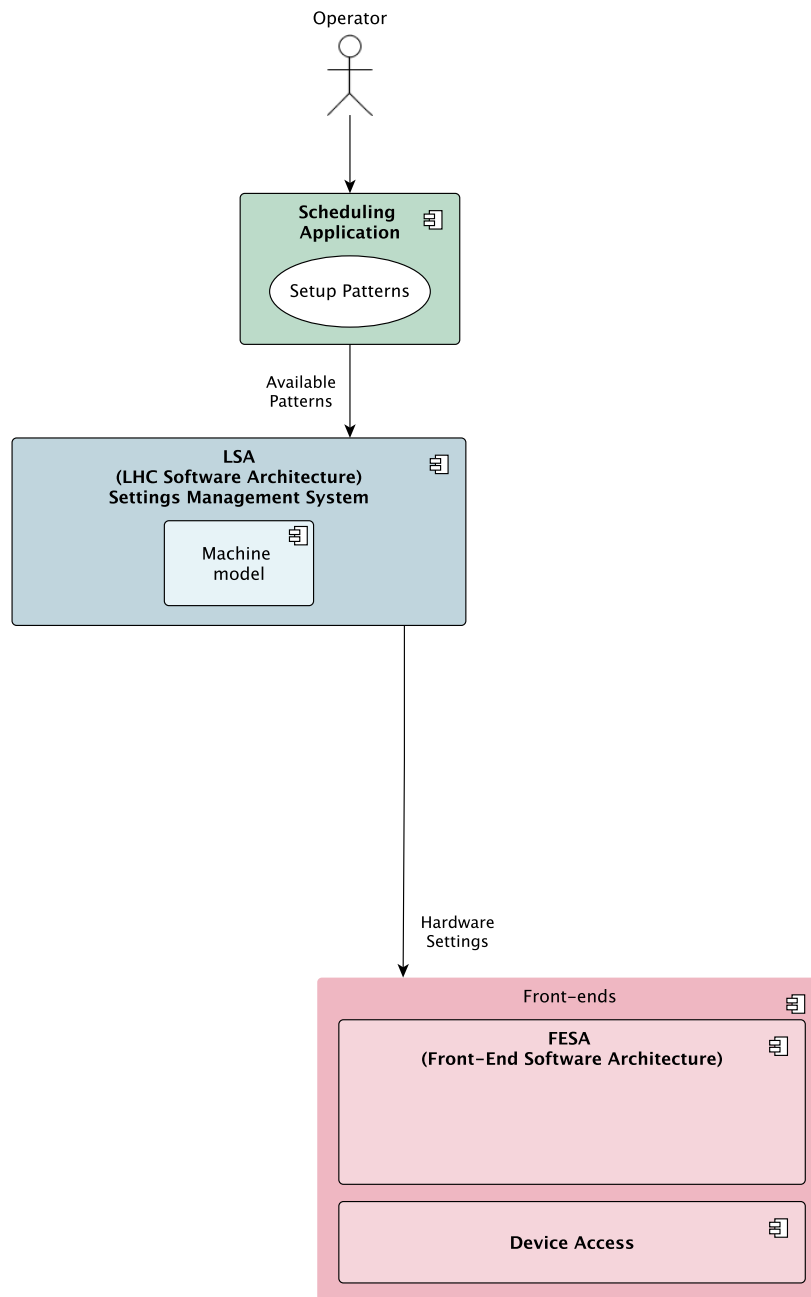 Operator
Scheduling
Application
Setup Patterns
Available
Patterns
LSA
(LHC Software Architecture)
Settings Management System
Machine
model
Hardware
Settings
Front-ends
FESA
(Front-End Software Architecture)
Device Access